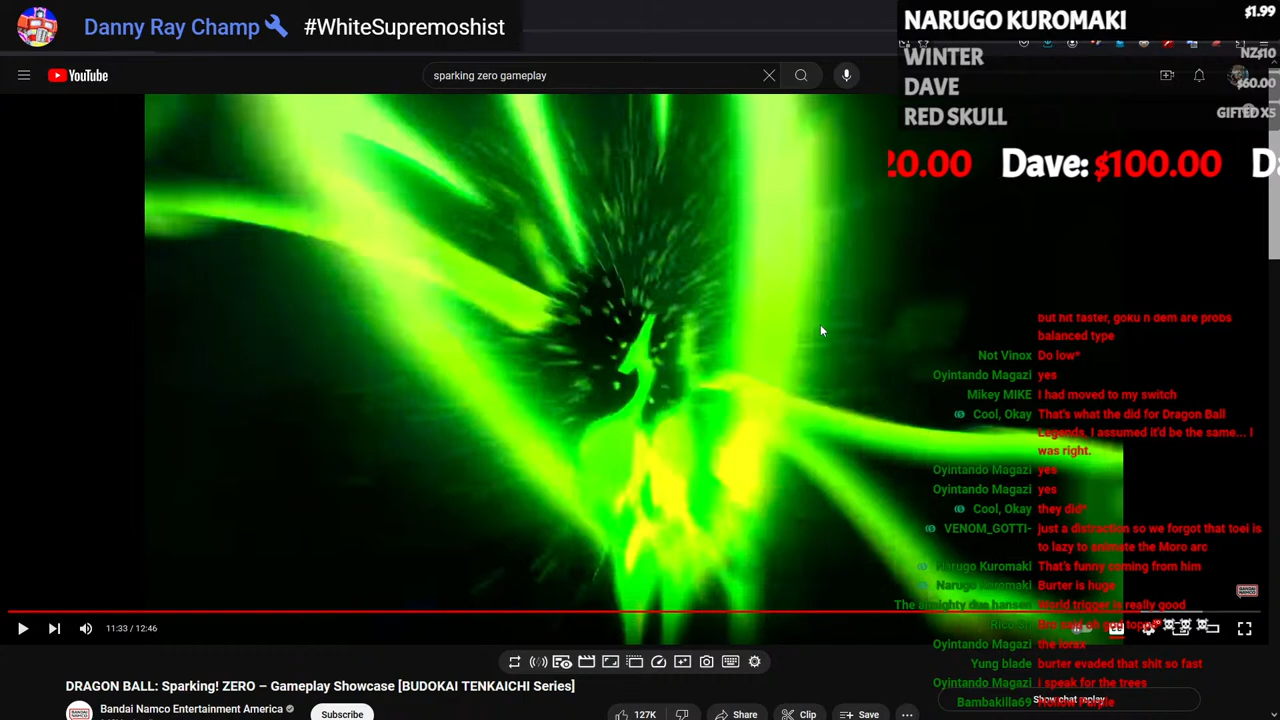 Danny Ray Champ #WhiteSupremoshist
NARUGO KUROMAKI $1.99
WINTER NZ$10
DAVE $60.00
RED SKULL GIFTED X5
20.00 Dave: $100.00
YouTube
sparking zero gameplay
but hit faster, goku n dem are probs
balanced type
Not Vinox Do low*
Oyintando Magazi yes
Mikey MIKE I had moved to my switch
Cool, Okay That's what the did for Dragon Ball
Legends, I assumed it'd be the same... I
was right.
Oyintando Magazi yes
Oyintando Magazi yes
Cool, Okay they did*
VENOM_GOTTI- just a distraction so we forgot that toei is
to lazy to animate the Moro arc
Narugo Kuromaki That's funny coming from him
Narugo Kuromaki Burter is huge
The almighty due hansen World trigger is really good
Oyintando Magazi the lorax
Yung blade burter evaded that shit so fast
Oyintando Magazi i speak for the trees
Bambakilla69 Hollow Purple
Show chat replay
BANDAI
NAMCO
11:33 / 12:46
DRAGON BALL: Sparking! ZERO – Gameplay Showcase [BUDOKAI TENKAICHI Series]
Bandai Namco Entertainment America
Subscribe
127K
Share
Clip
Save